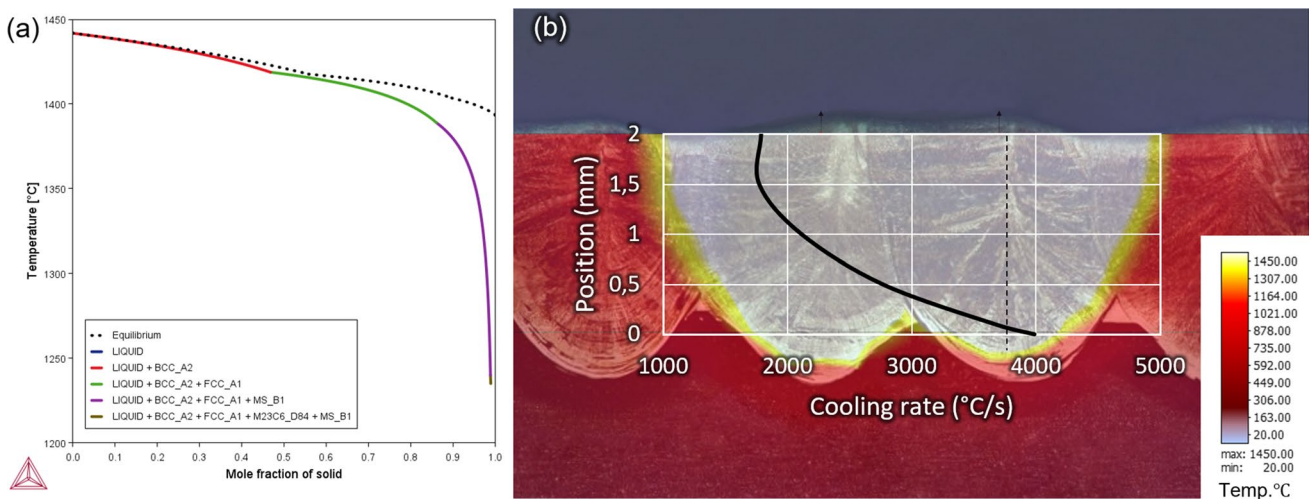 (a)
1450
1400
1350
1300
1250
1200
Temperature [°C]
Equilibrium
LIQUID
LIQUID + BCC_A2
LIQUID + BCC_A2 + FCC_A1
LIQUID + BCC_A2 + FCC_A1 + MS_B1
LIQUID + BCC_A2 + FCC_A1 + M23C6_D84 + MS_B1
0.0 0.1 0.2 0.3 0.4 0.5 0.6 0.7 0.8 0.9 1.0
Mole fraction of solid
(b)
2
1,5
1
0,5
0
Position (mm)
1000 2000 3000 4000 5000
Cooling rate (°C/s)
1450.00
1307.00
1164.00
1021.00
878.00
735.00
592.00
449.00
306.00
163.00
20.00
max: 1450.00
min: 20.00
Temp.°C